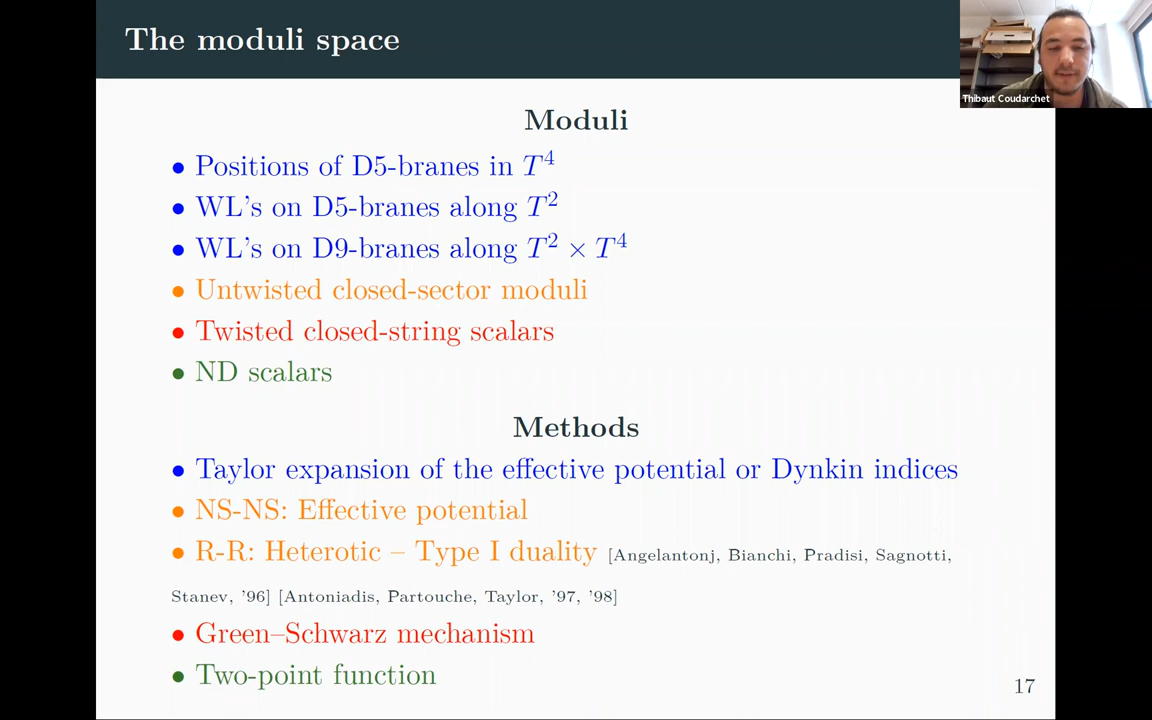 The moduli space
Thibaut Coudarchet
Moduli
• Positions of D5-branes in T⁴
• WL's on D5-branes along T²
• WL's on D9-branes along T² × T⁴
• Untwisted closed-sector moduli
• Twisted closed-string scalars
• ND scalars
Methods
• Taylor expansion of the effective potential or Dynkin indices
• NS-NS: Effective potential
• R-R: Heterotic – Type I duality [Angelantonj, Bianchi, Pradisi, Sagnotti,
Stanev, '96] [Antoniadis, Partouche, Taylor, '97, '98]
• Green–Schwarz mechanism
• Two-point function
17